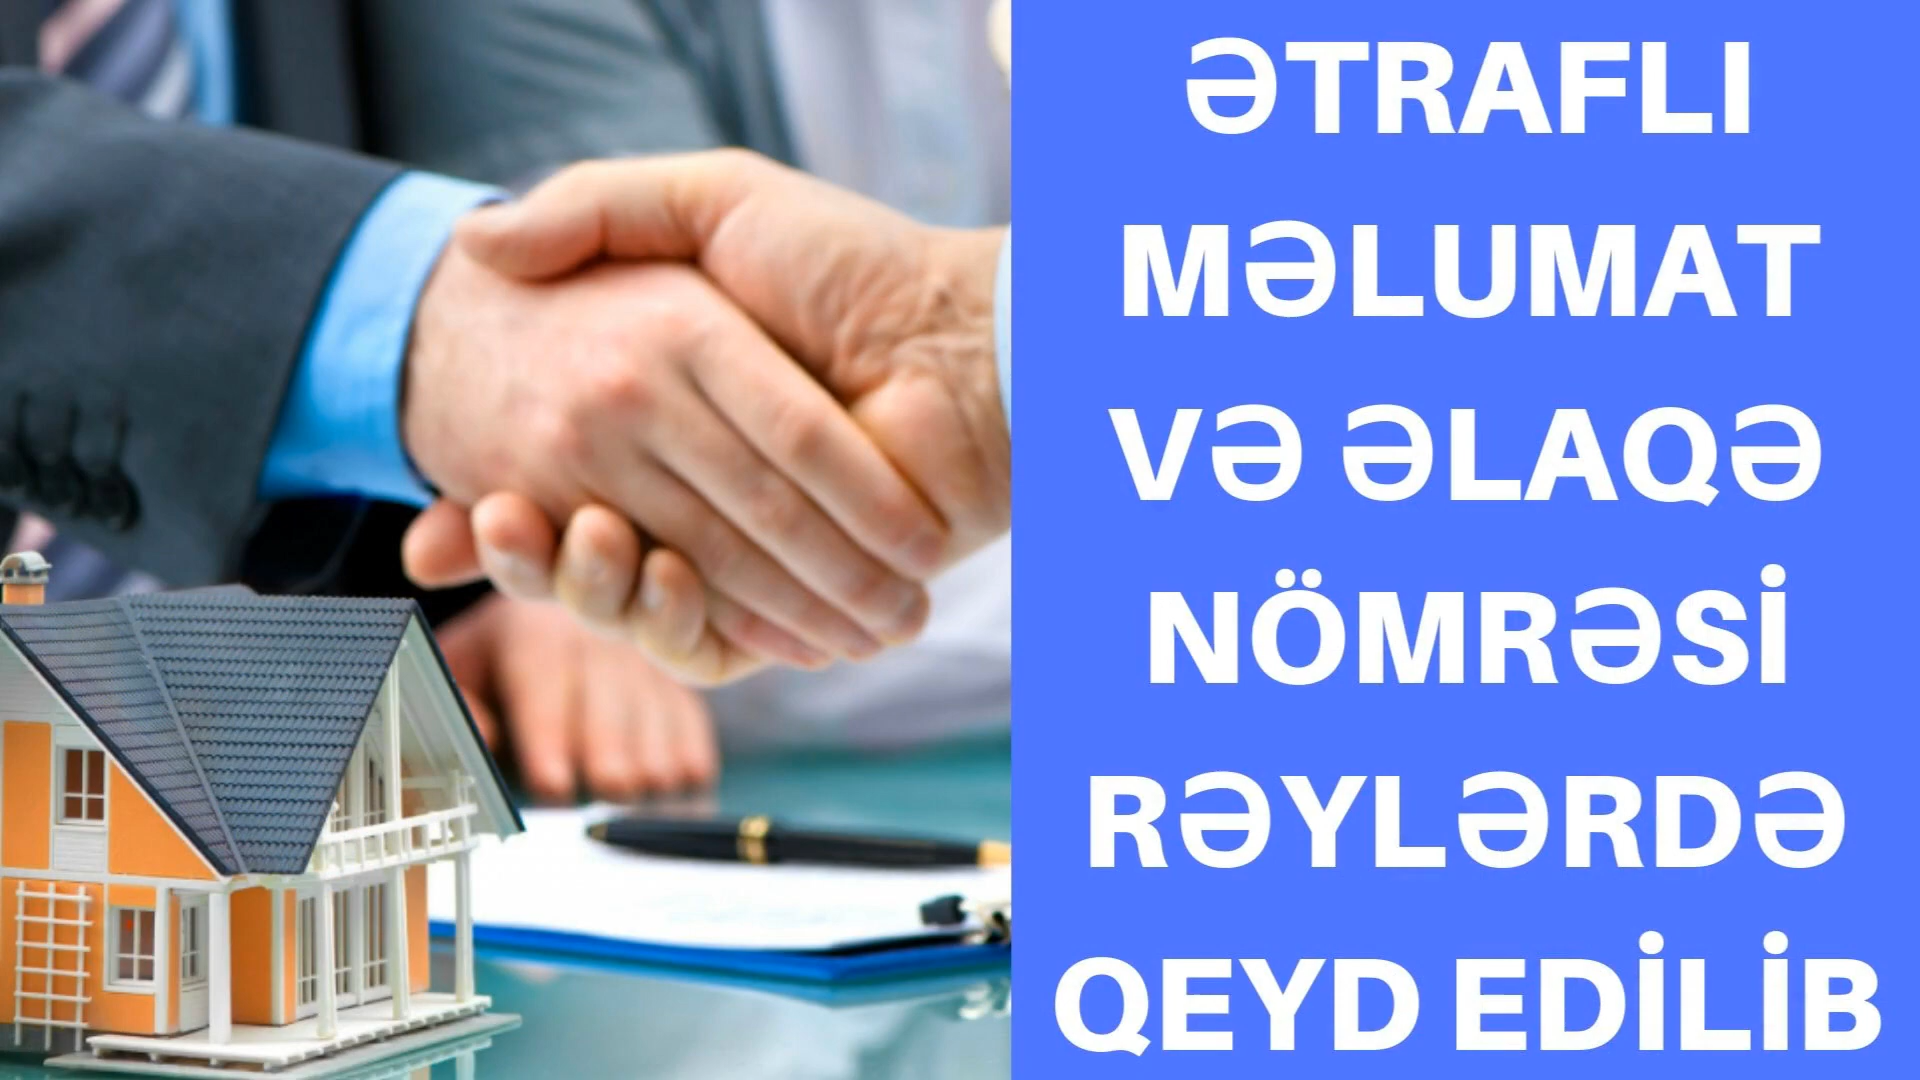 ƏTRAFLI
MƏLUMAT
VƏ ƏLAQƏ
NÖMRƏSİ
RƏYLƏRDƏ
QEYD EDİLİB